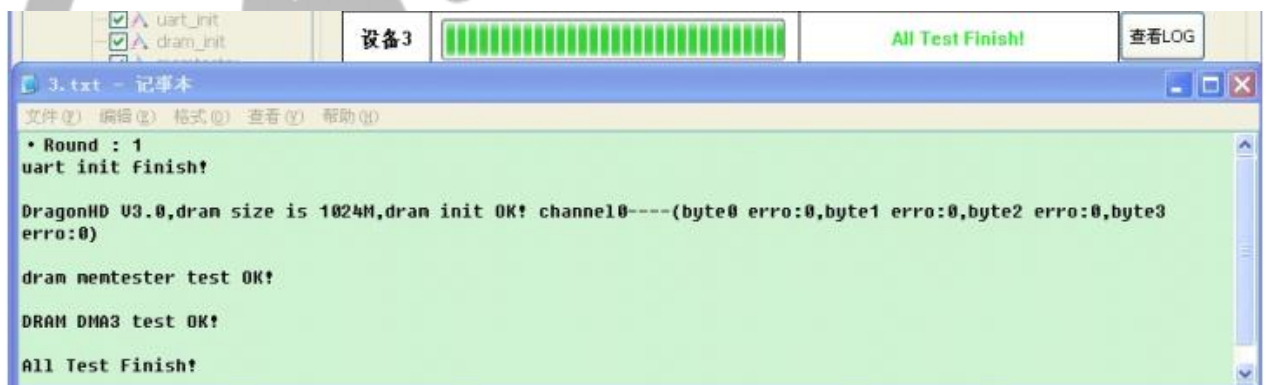 uart_init
dram_init
设备3
All Test Finish!
查看LOG
3.txt - 记事本
文件(F) 编辑(E) 格式(O) 查看(V) 帮助(H)
• Round : 1
uart init Finish!
DragonHD V3.0,dram size is 1024M,dram init OK! channel0----(byte0 erro:0,byte1 erro:0,byte2 erro:0,byte3
erro:0)
dram memtester test OK!
DRAM DMA3 test OK!
All Test Finish!